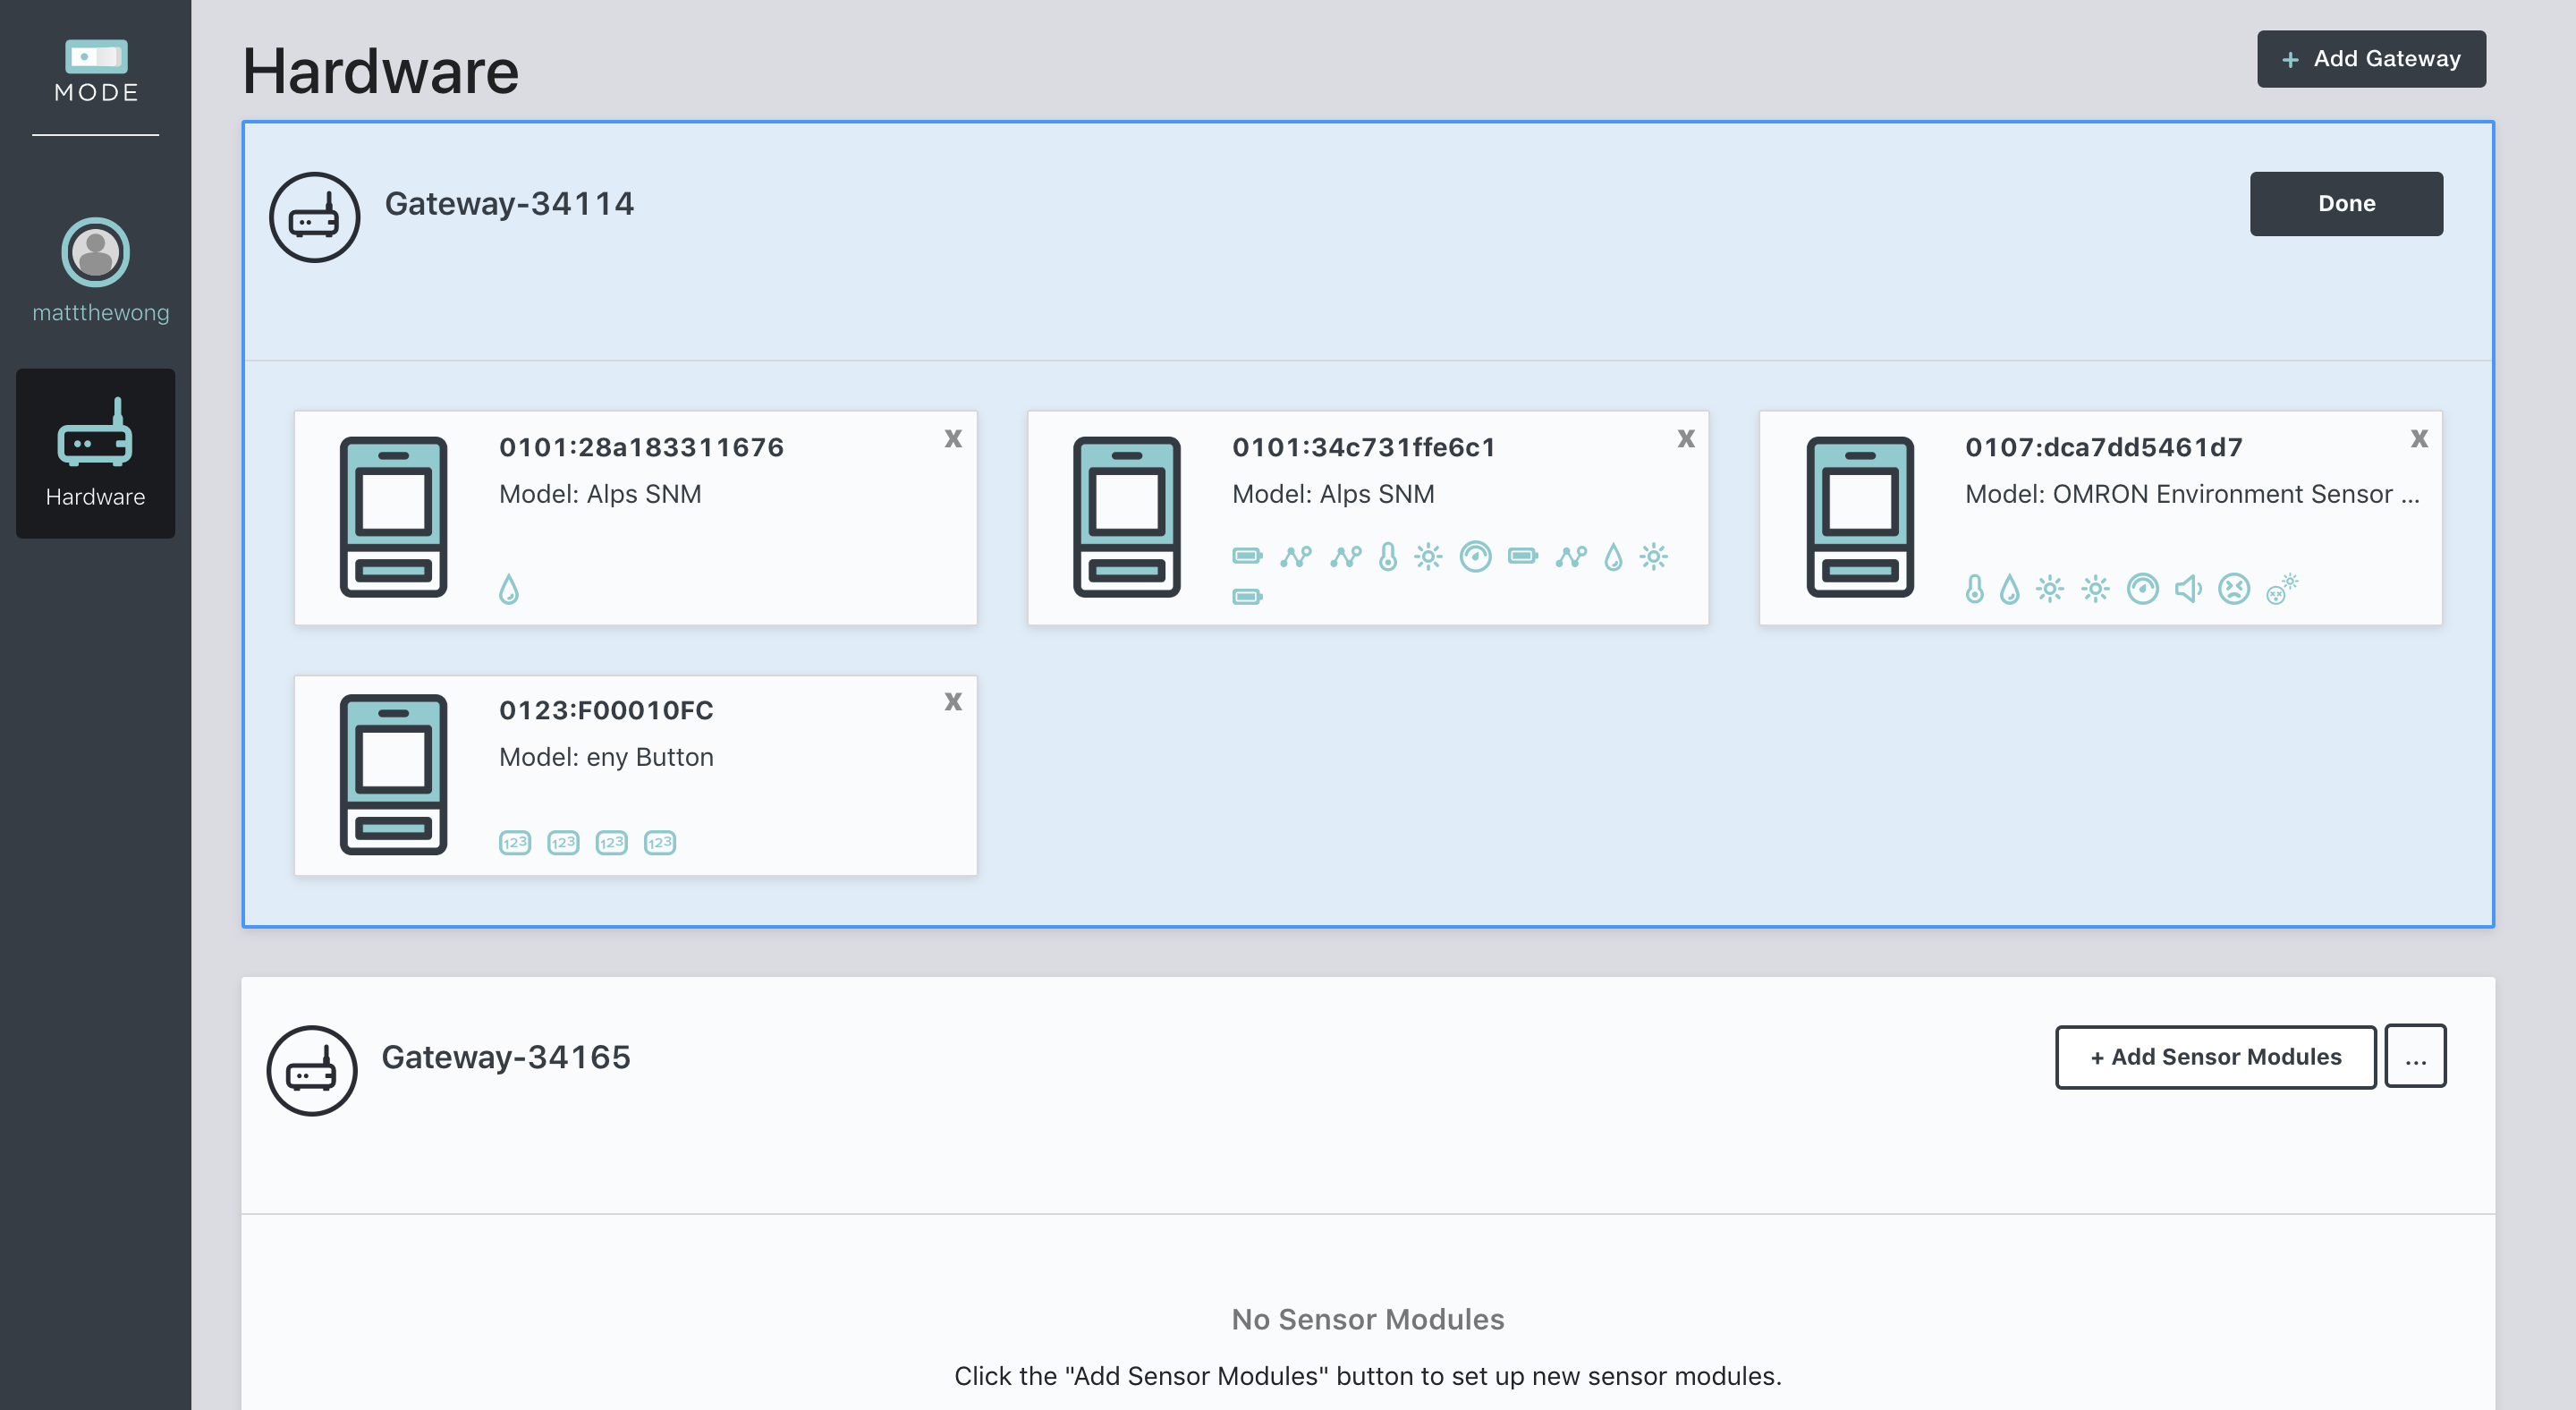 MODE
mattthewong
Hardware
Hardware
+ Add Gateway
Gateway-34114
Done
0101:28a183311676
X
Model: Alps SNM
0101:34c731ffe6c1
X
Model: Alps SNM
0107:dca7dd5461d7
X
Model: OMRON Environment Sensor ...
0123:F00010FC
X
Model: eny Button
123 123 123 123
Gateway-34165
+ Add Sensor Modules
...
No Sensor Modules
Click the "Add Sensor Modules" button to set up new sensor modules.